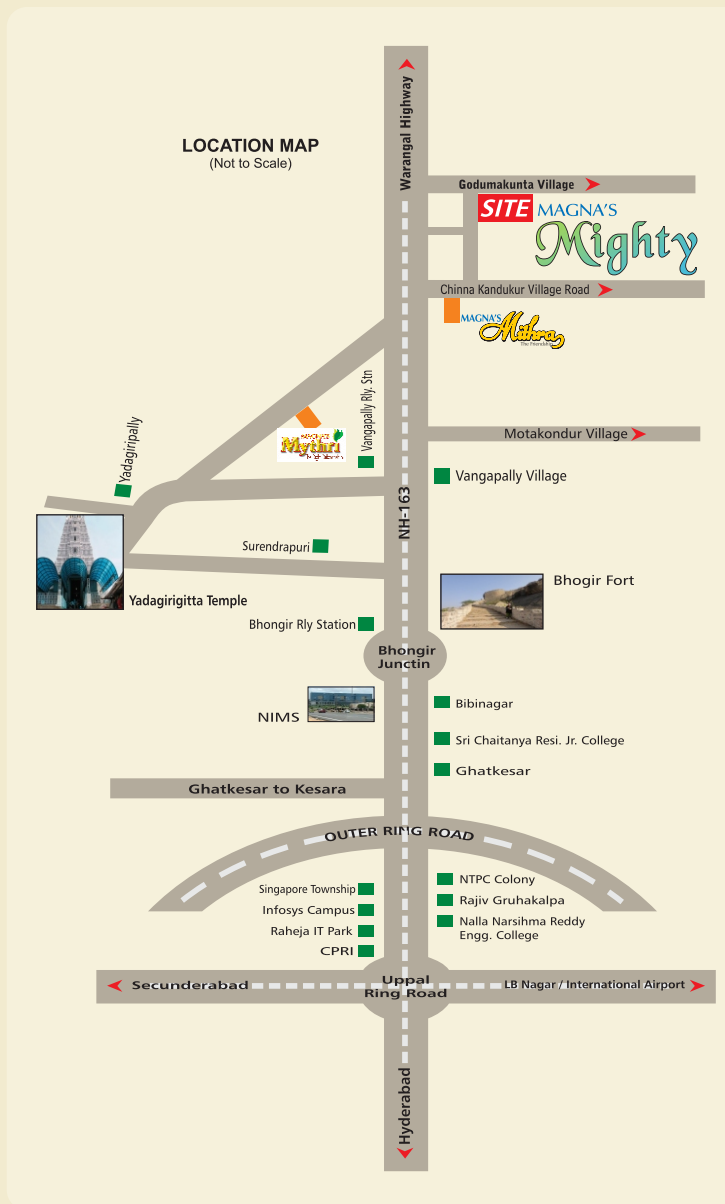 LOCATION MAP
(Not to Scale)
Warangal Highway
Godumakunta Village
SITE MAGNA'S
Mighty
Chinna Kandukur Village Road
MAGNA'S
Mithra
The Friendship
Vangapally Rly. Stn
Mythri
Yadagiripally
Motakondur Village
Vangapally Village
NH-163
Surendrapuri
Bhogir Fort
Yadagirigitta Temple
Bhongir Rly Station
Bhongir
Junctin
NIMS
Bibinagar
Sri Chaitanya Resi. Jr. College
Ghatkesar
Ghatkesar to Kesara
OUTER RING ROAD
Singapore Township
Infosys Campus
Raheja IT Park
CPRI
NTPC Colony
Rajiv Gruhakalpa
Nalla Narsihma Reddy
Engg. College
Secunderabad
Uppal
Ring Road
LB Nagar / International Airport
Hyderabad